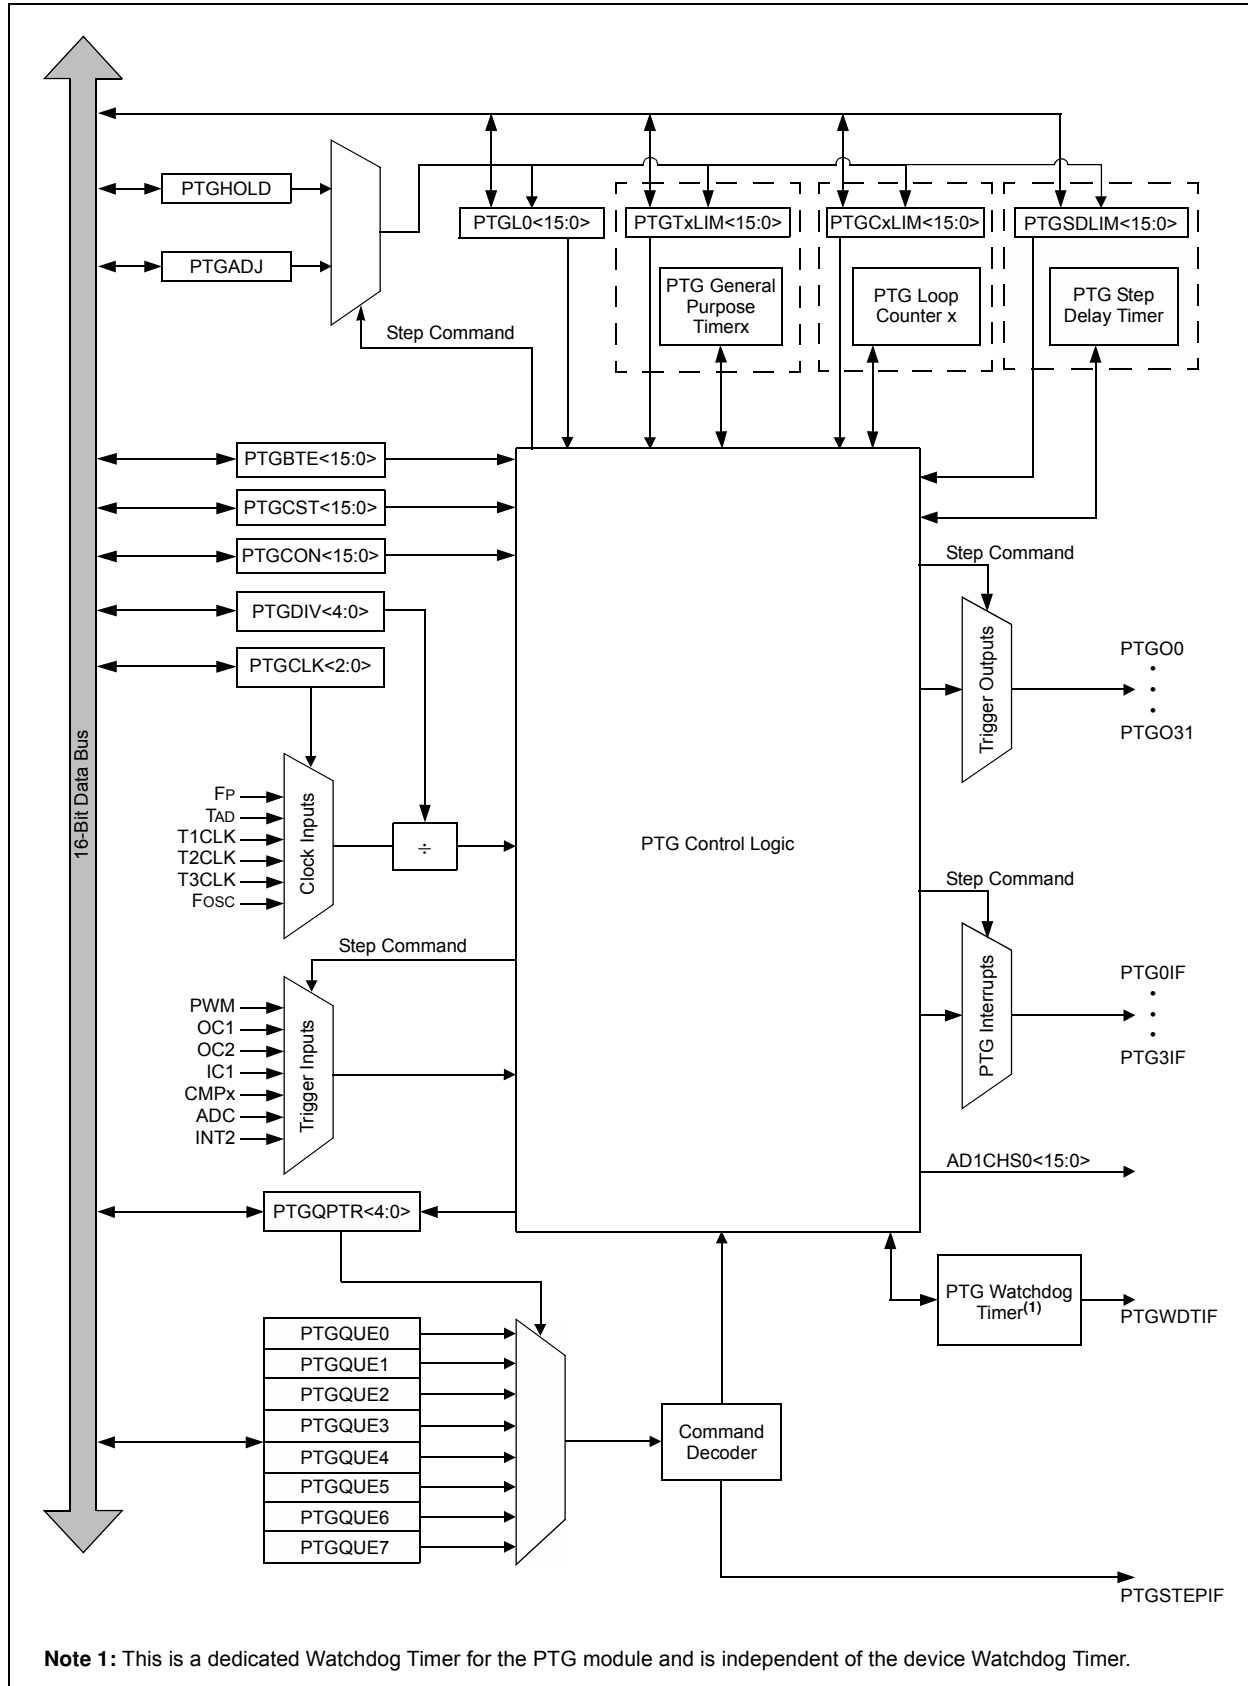 PTGHOLD
PTGL0<15:0>
PTGTxLIM<15:0>
PTGCxLIM<15:0>
PTGSDLIM<15:0>
PTGADJ
PTG General
Purpose
Timerx
PTG Loop
Counter x
PTG Step
Delay Timer
Step Command
PTGBTE<15:0>
PTGCST<15:0>
PTGCON<15:0>
PTGDIV<4:0>
PTGCLK<2:0>
16-Bit Data Bus
Step Command
Trigger Outputs
PTGO0
•
•
•
PTGO31
FP
TAD
T1CLK
T2CLK
T3CLK
FOSC
Clock Inputs
÷
PTG Control Logic
Step Command
PTG Interrupts
PTG0IF
•
•
•
PTG3IF
Step Command
PWM
OC1
OC2
IC1
CMPx
ADC
INT2
Trigger Inputs
AD1CHS0<15:0>
PTGQPTR<4:0>
PTG Watchdog
Timer(1)
PTGWDTIF
PTGQUE0
PTGQUE1
PTGQUE2
PTGQUE3
PTGQUE4
PTGQUE5
PTGQUE6
PTGQUE7
Command
Decoder
PTGSTEPIF
Note 1: This is a dedicated Watchdog Timer for the PTG module and is independent of the device Watchdog Timer.